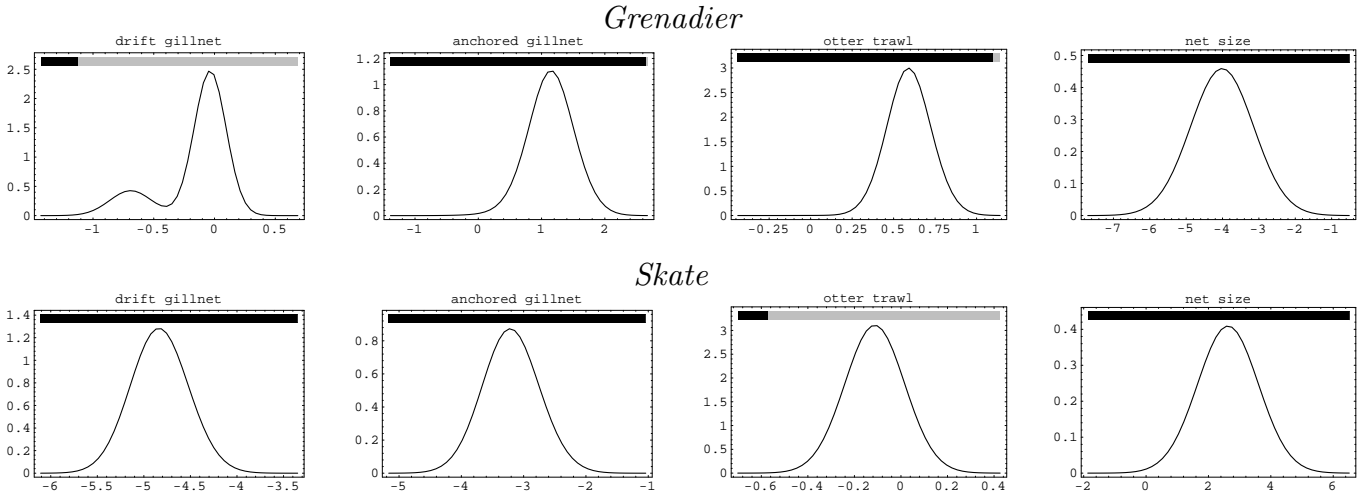 Grenadier
drift gillnet
anchored gillnet
otter trawl
net size
2.5
2
1.5
1
0.5
0
-1 -0.5 0 0.5
1.2
1
0.8
0.6
0.4
0.2
0
-1 0 1 2
3
2.5
2
1.5
1
0.5
0
-0.25 0 0.25 0.5 0.75 1
0.5
0.4
0.3
0.2
0.1
0
-7 -6 -5 -4 -3 -2 -1
Skate
drift gillnet
anchored gillnet
otter trawl
net size
1.4
1.2
1
0.8
0.6
0.4
0.2
0
-6 -5.5 -5 -4.5 -4 -3.5
0.8
0.6
0.4
0.2
0
-5 -4 -3 -2 -1
3
2.5
2
1.5
1
0.5
0
-0.6 -0.4 -0.2 0 0.2 0.4
0.4
0.3
0.2
0.1
0
-2 0 2 4 6